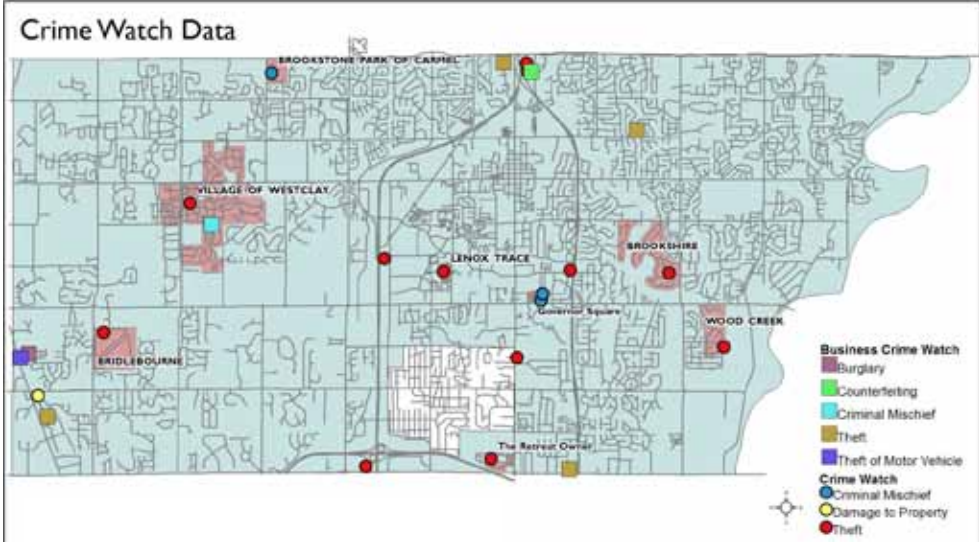 Crime Watch Data
BROOKSTONE PARK OF CARMEL
VILLAGE OF WESTCLAY
LENOX TRACE
BROOKSHIRE
Governor Square
WOOD CREEK
BRIDLEBOURNE
The Retreat Owner
Business Crime Watch
Burglary
Counterfeiting
Criminal Mischief
Theft
Theft of Motor Vehicle
Crime Watch
Criminal Mischief
Damage to Property
Theft